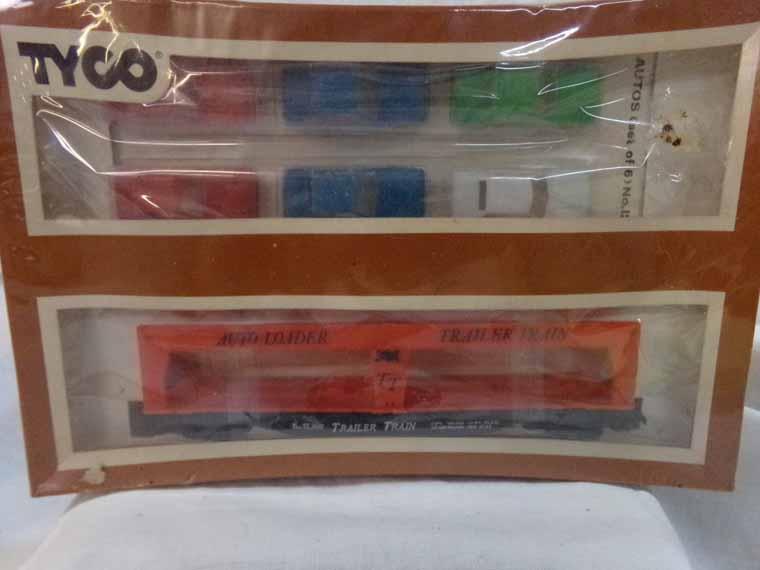 TYCO®
AUTOS (set of 6) No.
AUTO LOADER TRAILER TRAIN
TT
TRAILER TRAIN